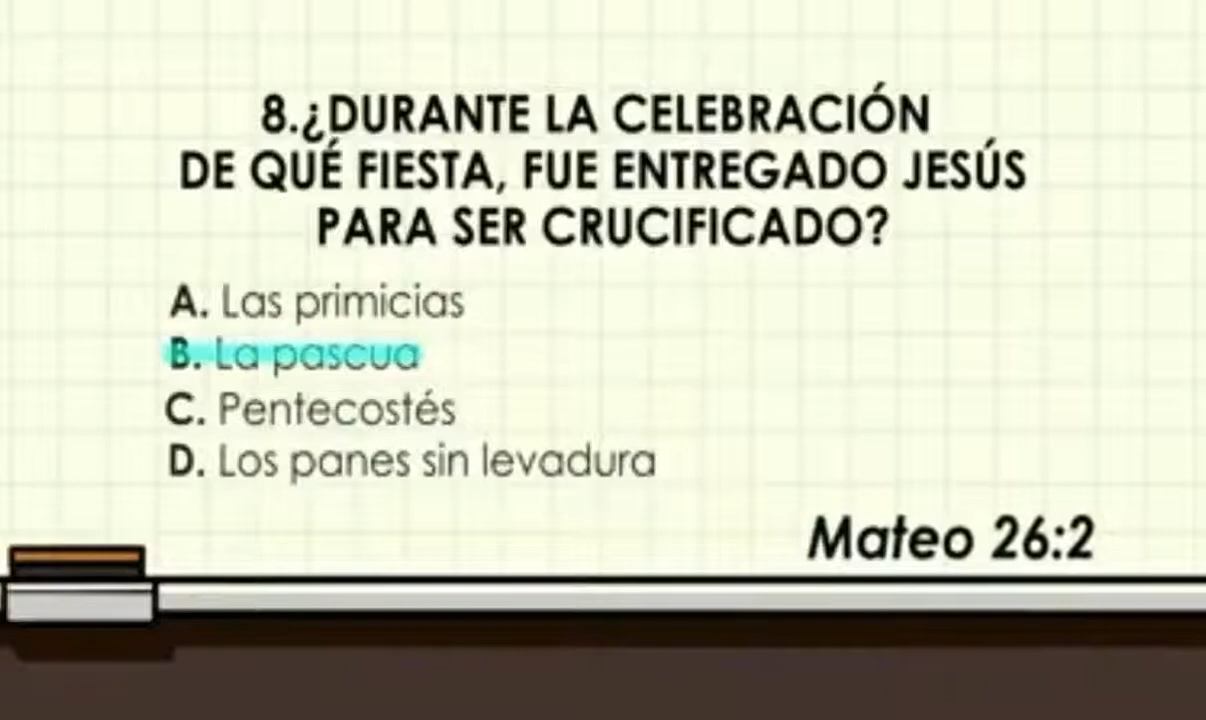 8.¿DURANTE LA CELEBRACIÓN
DE QUÉ FIESTA, FUE ENTREGADO JESÚS
PARA SER CRUCIFICADO?
A. Las primicias
B. La pascua
C. Pentecostés
D. Los panes sin levadura
Mateo 26:2